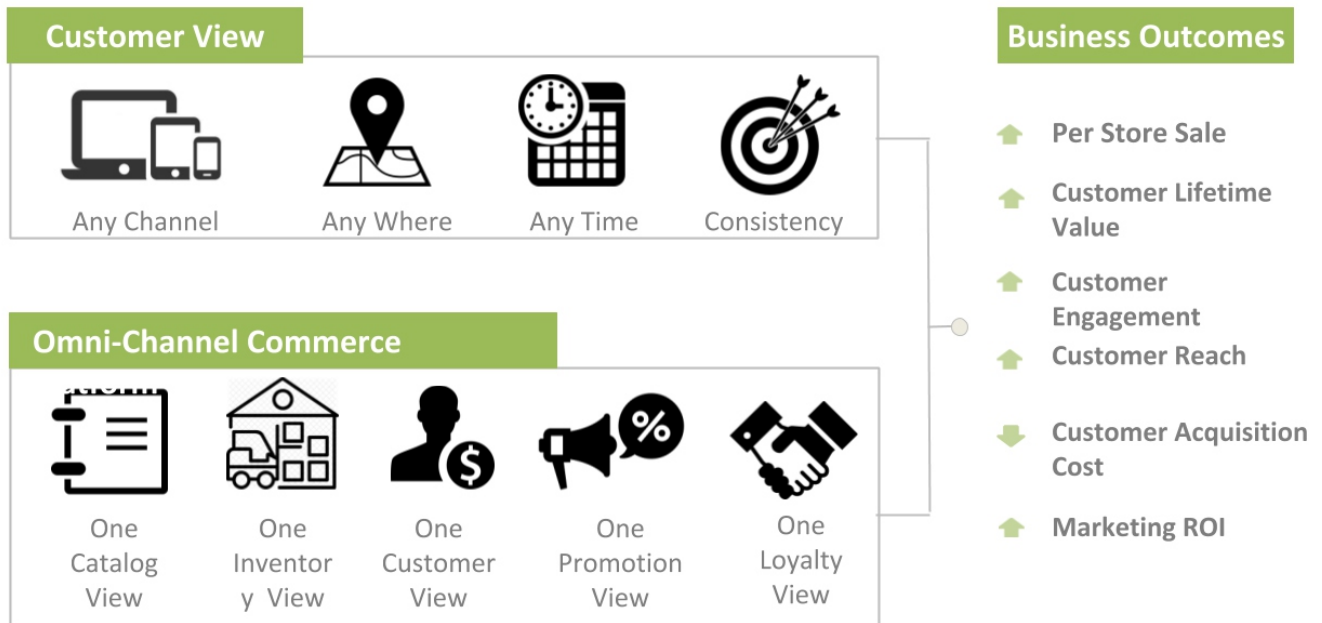 Customer View
Any Channel
Any Where
Any Time
Consistency
Omni-Channel Commerce
One
Catalog
View
One
Inventor
y View
One
Customer
View
$
One
Promotion
View
%
One
Loyalty
View
Business Outcomes
Per Store Sale
Customer Lifetime
Value
Customer
Engagement
Customer Reach
Customer Acquisition
Cost
Marketing ROI